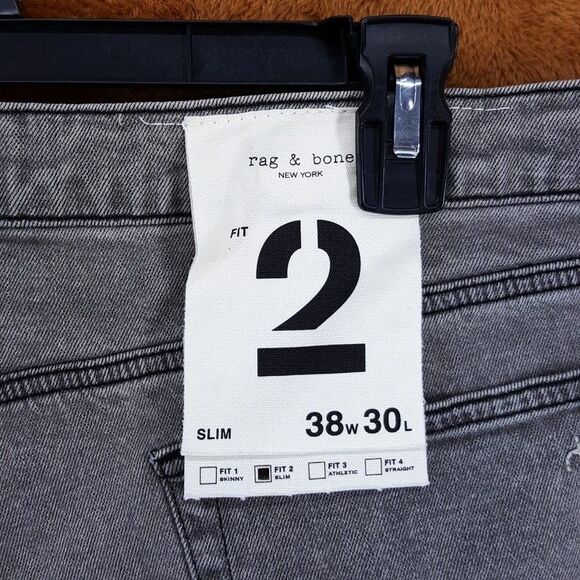 rag & bone
NEW YORK
FIT
2
SLIM
38W 30L
FIT 1 SKINNY
FIT 2 SLIM
FIT 3 ATHLETIC
FIT 4 STRAIGHT